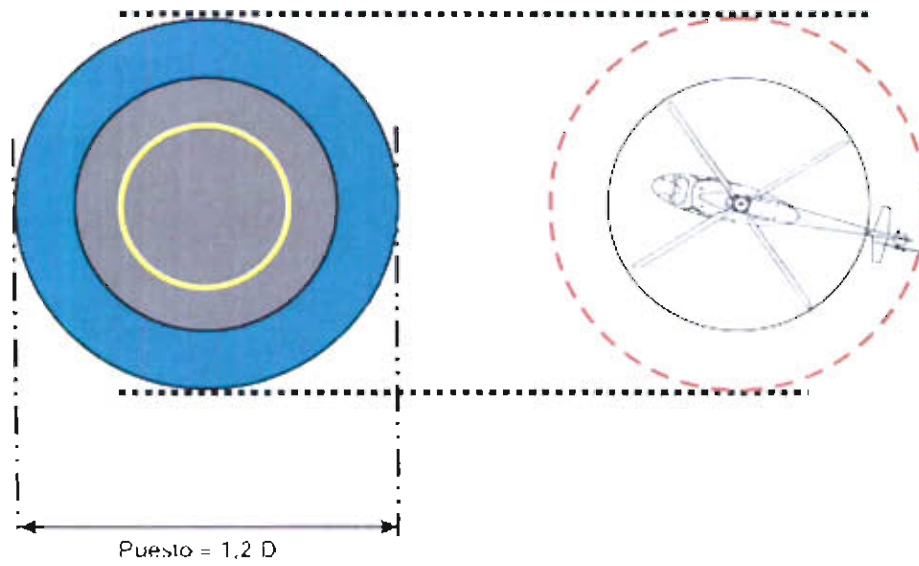 Puesto = 1,2 D